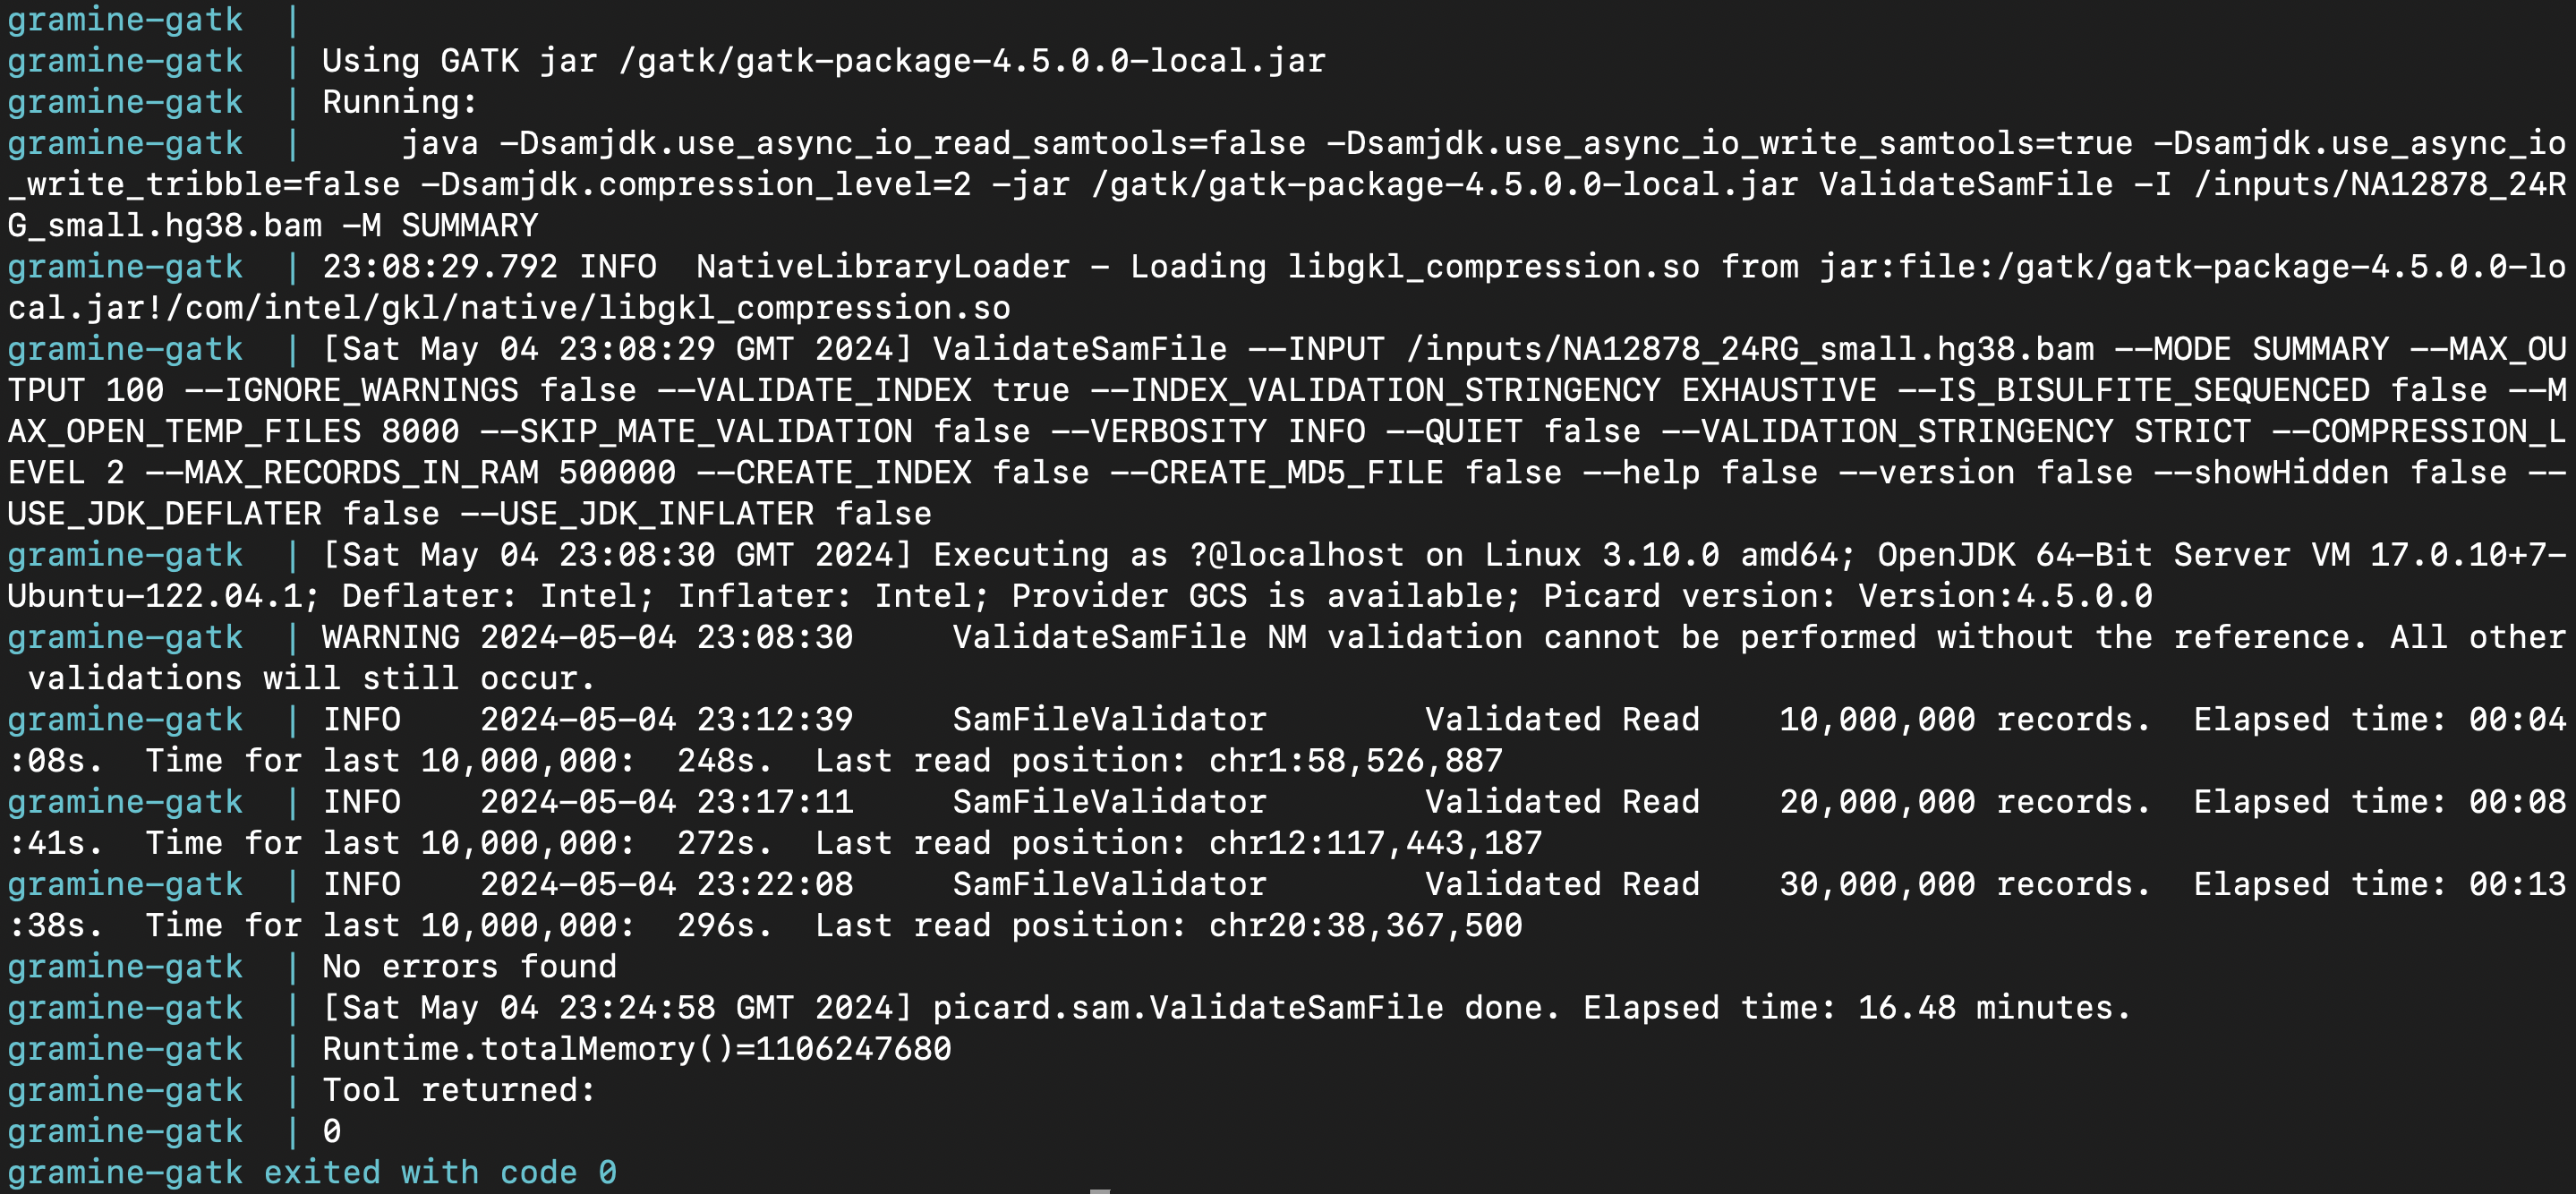 gramine-gatk  |
gramine-gatk  | Using GATK jar /gatk/gatk-package-4.5.0.0-local.jar
gramine-gatk  | Running:
gramine-gatk  |     java -Dsamjdk.use_async_io_read_samtools=false -Dsamjdk.use_async_io_write_samtools=true -Dsamjdk.use_async_io
_write_tribble=false -Dsamjdk.compression_level=2 -jar /gatk/gatk-package-4.5.0.0-local.jar ValidateSamFile -I /inputs/NA12878_24R
G_small.hg38.bam -M SUMMARY
gramine-gatk  | 23:08:29.792 INFO  NativeLibraryLoader - Loading libgkl_compression.so from jar:file:/gatk/gatk-package-4.5.0.0-lo
cal.jar!/com/intel/gkl/native/libgkl_compression.so
gramine-gatk  | [Sat May 04 23:08:29 GMT 2024] ValidateSamFile --INPUT /inputs/NA12878_24RG_small.hg38.bam --MODE SUMMARY --MAX_OU
TPUT 100 --IGNORE_WARNINGS false --VALIDATE_INDEX true --INDEX_VALIDATION_STRINGENCY EXHAUSTIVE --IS_BISULFITE_SEQUENCED false --M
AX_OPEN_TEMP_FILES 8000 --SKIP_MATE_VALIDATION false --VERBOSITY INFO --QUIET false --VALIDATION_STRINGENCY STRICT --COMPRESSION_L
EVEL 2 --MAX_RECORDS_IN_RAM 500000 --CREATE_INDEX false --CREATE_MD5_FILE false --help false --version false --showHidden false --
USE_JDK_DEFLATER false --USE_JDK_INFLATER false
gramine-gatk  | [Sat May 04 23:08:30 GMT 2024] Executing as ?@localhost on Linux 3.10.0 amd64; OpenJDK 64-Bit Server VM 17.0.10+7-
Ubuntu-122.04.1; Deflater: Intel; Inflater: Intel; Provider GCS is available; Picard version: Version:4.5.0.0
gramine-gatk  | WARNING 2024-05-04 23:08:30     ValidateSamFile NM validation cannot be performed without the reference. All other
 validations will still occur.
gramine-gatk  | INFO    2024-05-04 23:12:39     SamFileValidator        Validated Read    10,000,000 records.  Elapsed time: 00:04
:08s.  Time for last 10,000,000:  248s.  Last read position: chr1:58,526,887
gramine-gatk  | INFO    2024-05-04 23:17:11     SamFileValidator        Validated Read    20,000,000 records.  Elapsed time: 00:08
:41s.  Time for last 10,000,000:  272s.  Last read position: chr12:117,443,187
gramine-gatk  | INFO    2024-05-04 23:22:08     SamFileValidator        Validated Read    30,000,000 records.  Elapsed time: 00:13
:38s.  Time for last 10,000,000:  296s.  Last read position: chr20:38,367,500
gramine-gatk  | No errors found
gramine-gatk  | [Sat May 04 23:24:58 GMT 2024] picard.sam.ValidateSamFile done. Elapsed time: 16.48 minutes.
gramine-gatk  | Runtime.totalMemory()=1106247680
gramine-gatk  | Tool returned:
gramine-gatk  | 0
gramine-gatk exited with code 0